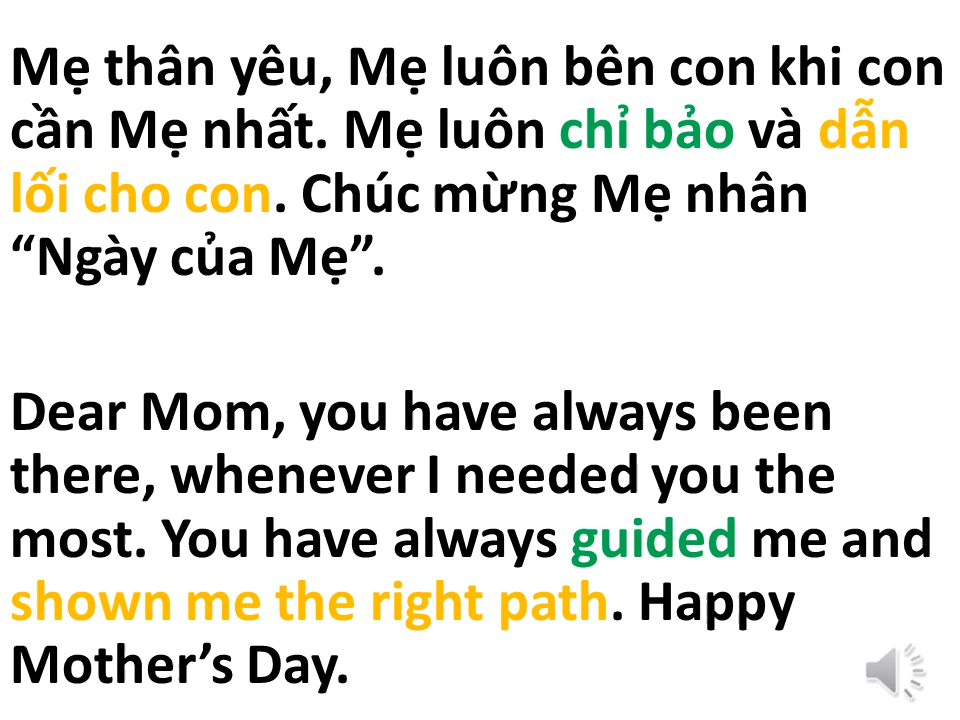 Mẹ thân yêu, Mẹ luôn bên con khi con
cần Mẹ nhất. Mẹ luôn chỉ bảo và dẫn
lối cho con. Chúc mừng Mẹ nhân
“Ngày của Mẹ”.
Dear Mom, you have always been
there, whenever I needed you the
most. You have always guided me and
shown me the right path. Happy
Mother’s Day.